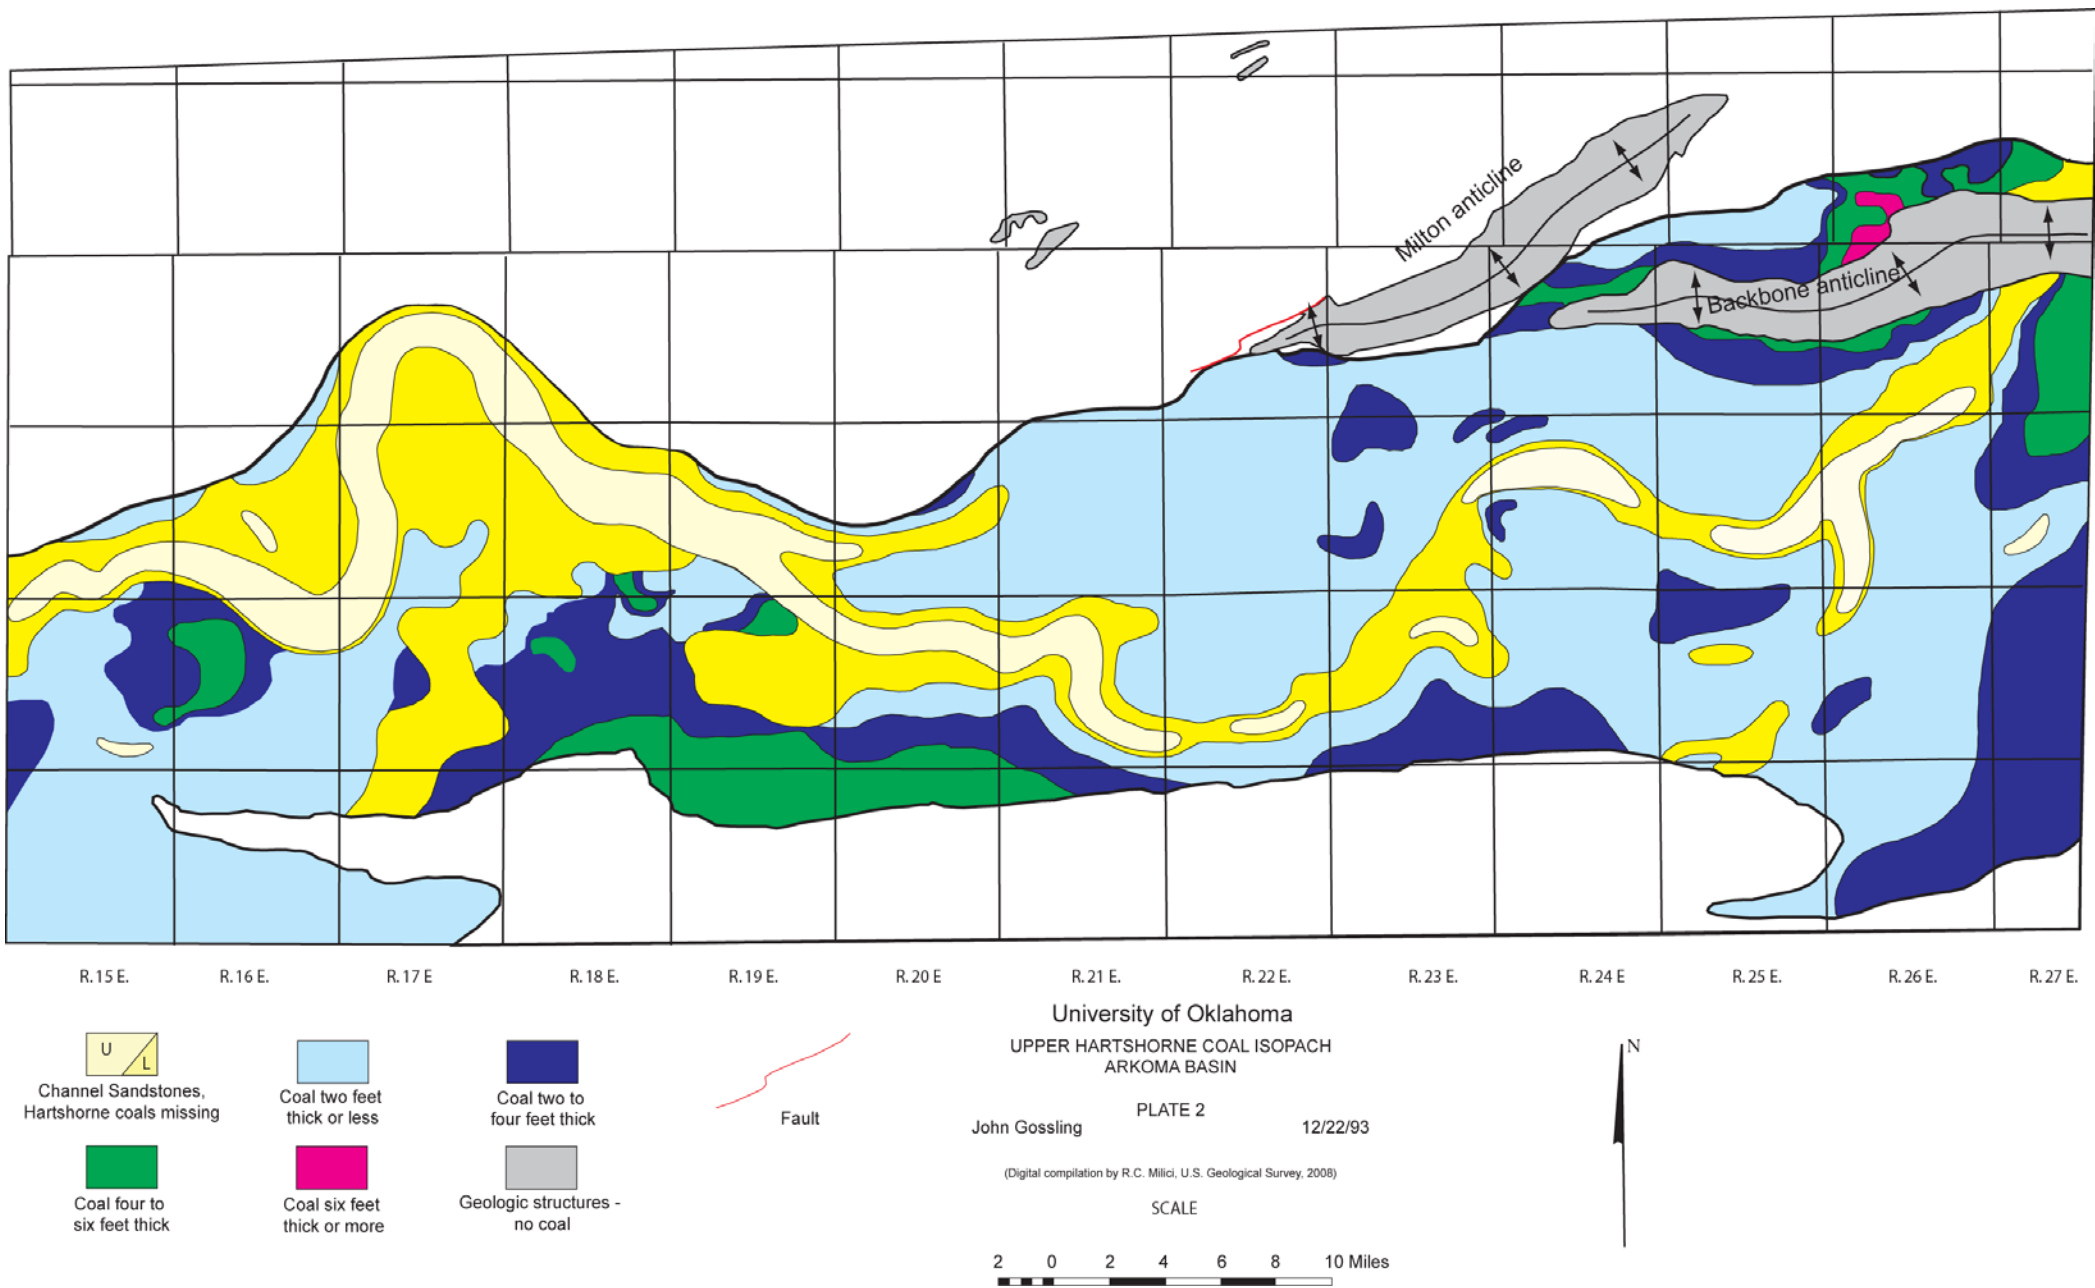 Milton anticline
Backbone anticline
R.15 E.
R.16 E.
R.17 E
R.18 E.
R.19 E.
R.20 E
R.21 E.
R.22 E.
R.23 E.
R.24 E
R.25 E.
R.26 E.
R.27 E.
U
L
Channel Sandstones,
Hartshorne coals missing
Coal two feet
thick or less
Coal two to
four feet thick
Fault
Coal four to
six feet thick
Coal six feet
thick or more
Geologic structures -
no coal
University of Oklahoma
UPPER HARTSHORNE COAL ISOPACH
ARKOMA BASIN
PLATE 2
John Gossling
12/22/93
(Digital compilation by R.C. Milici, U.S. Geological Survey, 2008)
SCALE
2 0 2 4 6 8 10 Miles
N